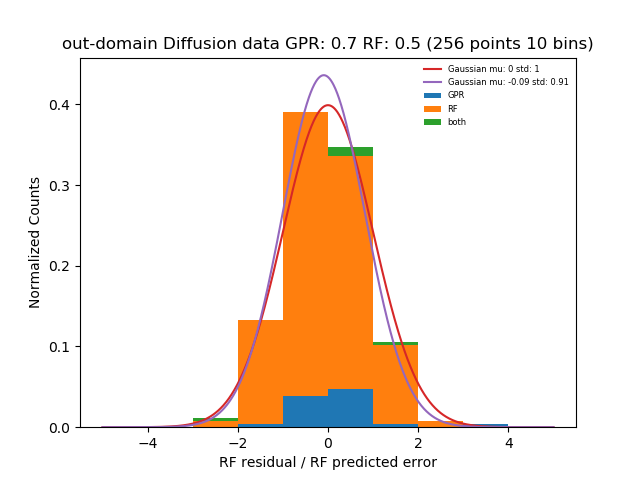 out-domain Diffusion data GPR: 0.7 RF: 0.5 (256 points 10 bins)
Gaussian mu: 0 std: 1
Gaussian mu: -0.09 std: 0.91
GPR
RF
both
Normalized Counts
0.4
0.3
0.2
0.1
0.0
−4
−2
0
2
4
RF residual / RF predicted error